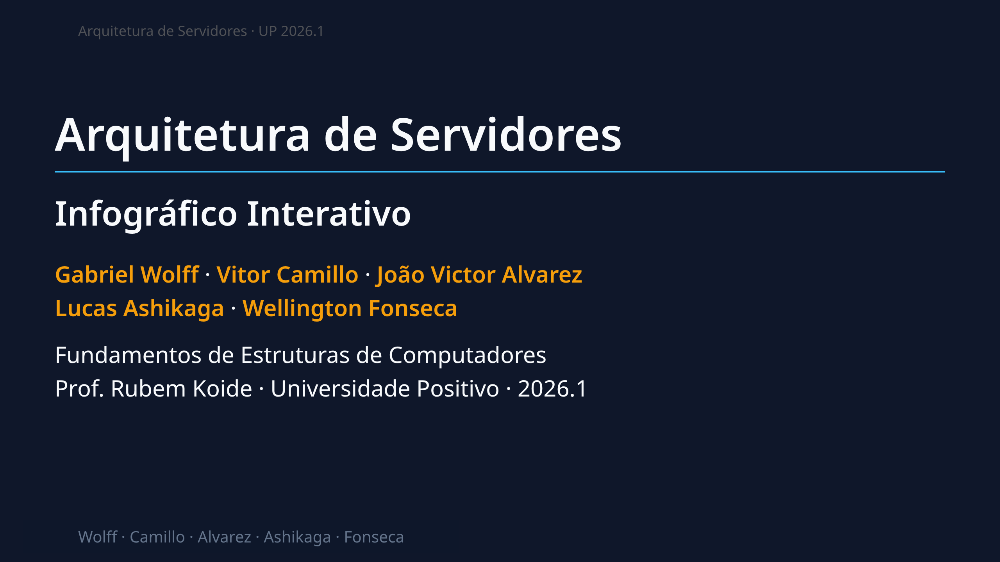 Arquitetura de Servidores · UP 2026.1
Arquitetura de Servidores
Infográfico Interativo
Gabriel Wolff · Vitor Camillo · João Victor Alvarez
Lucas Ashikaga · Wellington Fonseca
Fundamentos de Estruturas de Computadores
Prof. Rubem Koide · Universidade Positivo · 2026.1
Wolff · Camillo · Alvarez · Ashikaga · Fonseca